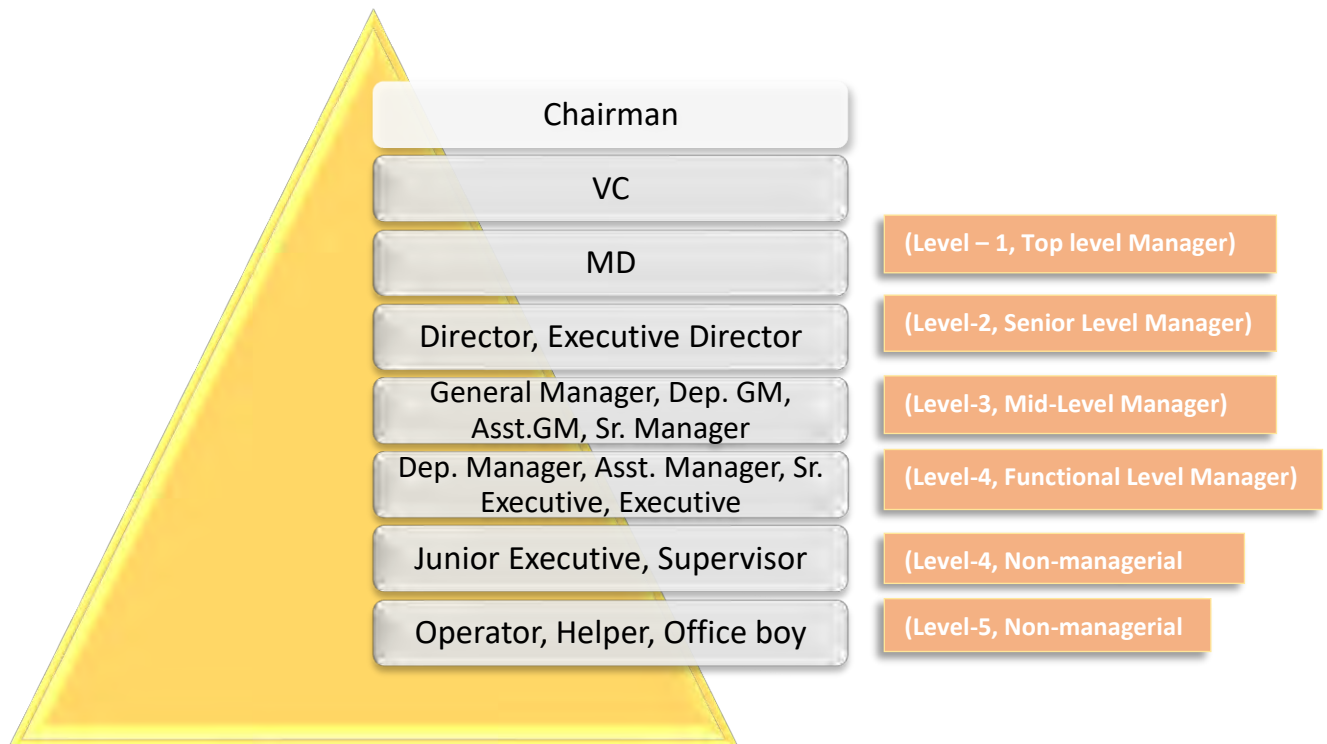 Chairman
VC
MD
(Level – 1, Top level Manager)
Director, Executive Director
(Level-2, Senior Level Manager)
General Manager, Dep. GM,
Asst.GM, Sr. Manager
(Level-3, Mid-Level Manager)
Dep. Manager, Asst. Manager, Sr.
Executive, Executive
(Level-4, Functional Level Manager)
Junior Executive, Supervisor
(Level-4, Non-managerial
Operator, Helper, Office boy
(Level-5, Non-managerial